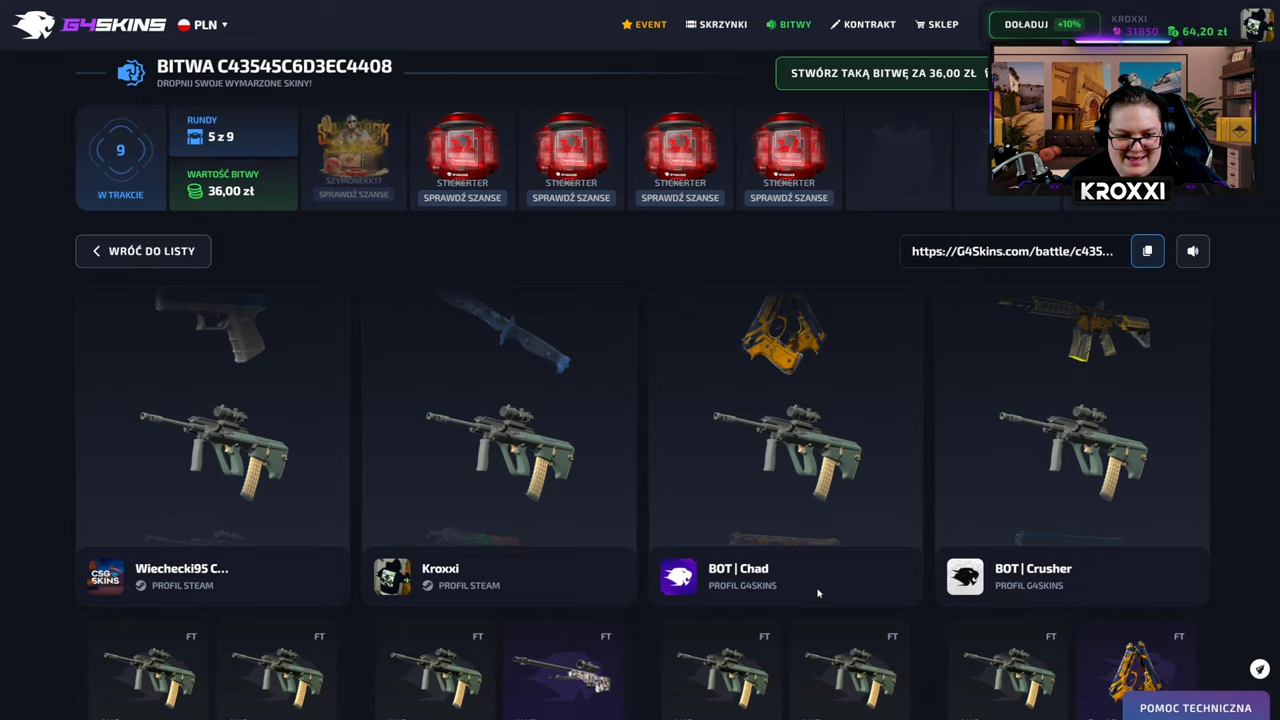 G4SKINS
PLN
EVENT
SKRZYNKI
BITWY
KONTRAKT
SKLEP
DOŁADUJ +10%
KROXXI
31850 64,20 zł
BITWA C43545C6D3EC4408
DROPNIJ SWOJE WYMARZONE SKINY!
STWÓRZ TAKĄ BITWĘ ZA 36,00 ZŁ
KROXXI
9
W TRAKCIE
RUNDY
5 z 9
WARTOŚĆ BITWY
36,00 zł
SZYMONEKK17
SPRAWDŹ SZANSE
STICKERTER
SPRAWDŹ SZANSE
STICKERTER
SPRAWDŹ SZANSE
STICKERTER
SPRAWDŹ SZANSE
STICKERTER
SPRAWDŹ SZANSE
WRÓĆ DO LISTY
https://G4Skins.com/battle/c435...
Wiechecki95 C...
PROFIL STEAM
Kroxxi
PROFIL STEAM
BOT | Chad
PROFIL G4SKINS
BOT | Crusher
PROFIL G4SKINS
CSG SKINS
FT FT FT FT FT FT FT FT
POMOC TECHNICZNA